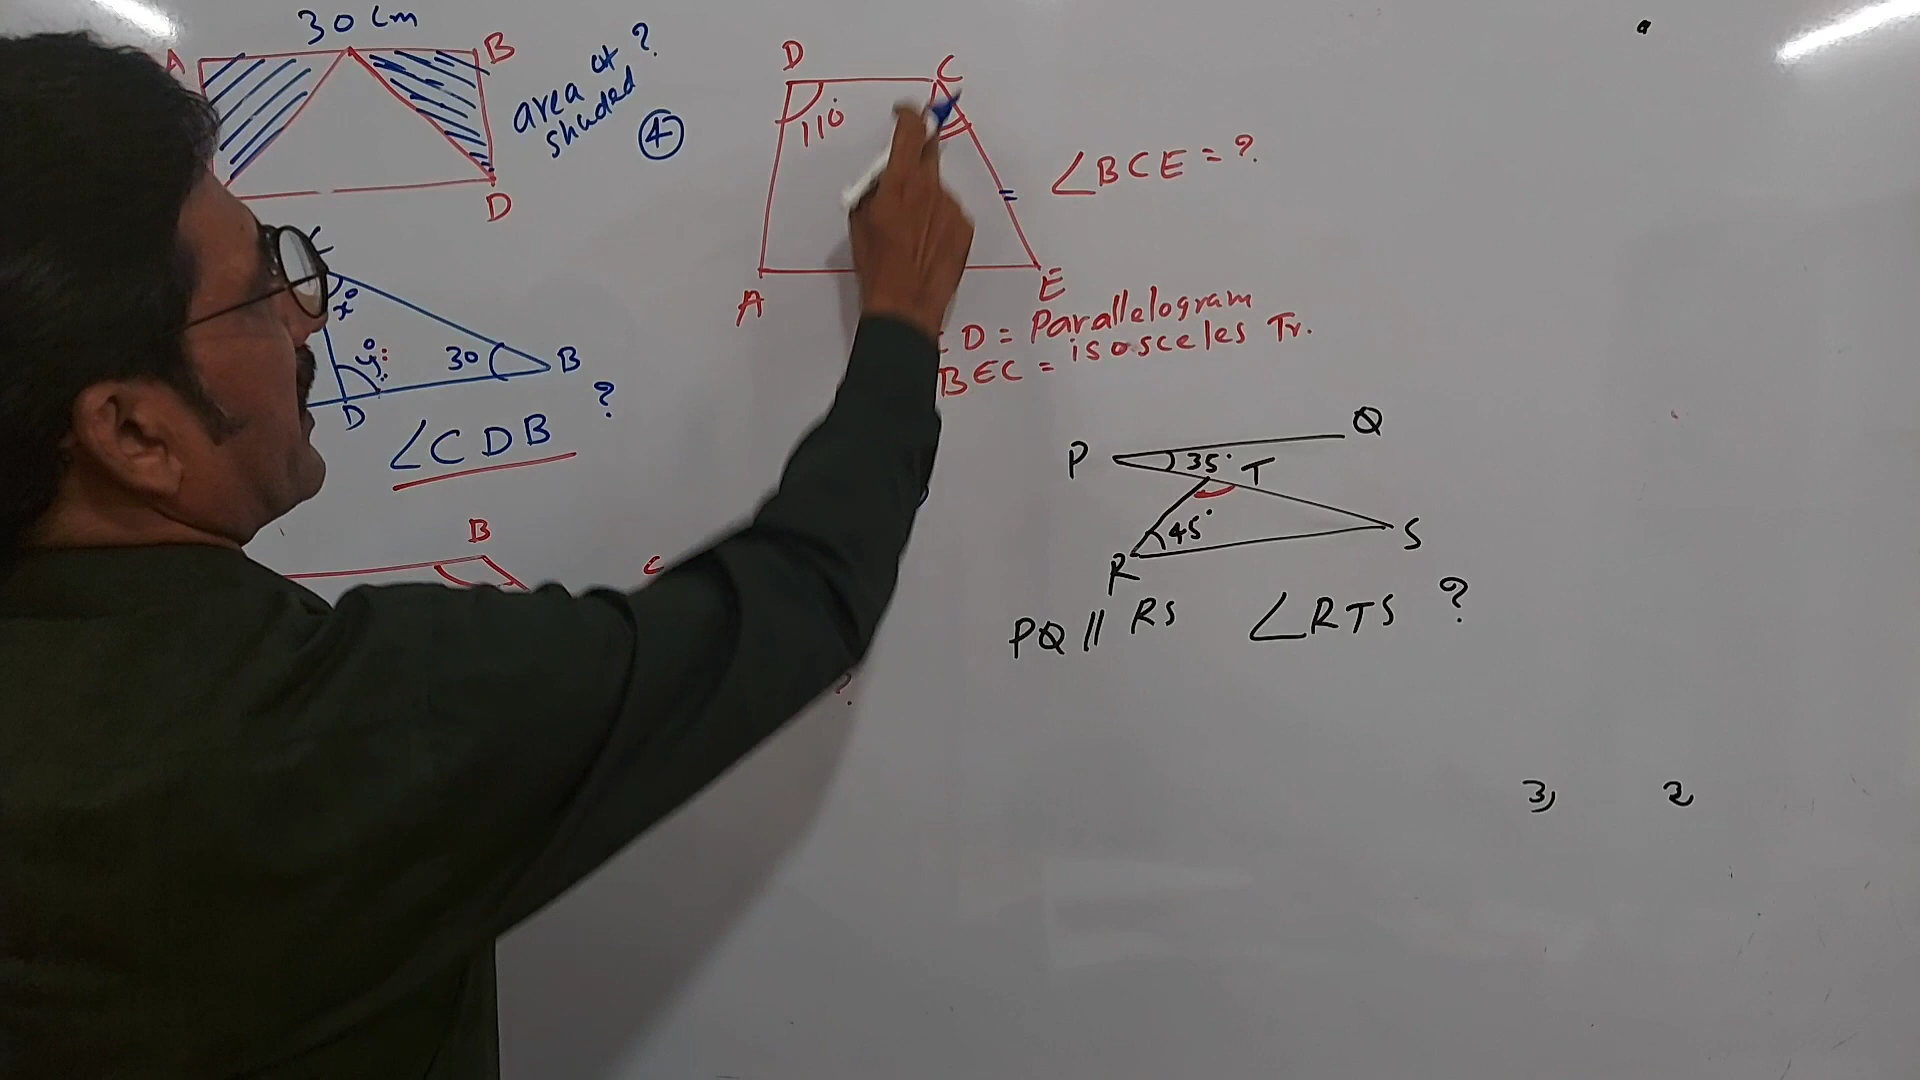 30 cm
A
B
area of shaded ?
4
D
x°
y°
30
B
D
∠CDB ?
B
C
?
D
C
110°
∠BCE = ?
A
E
D = Parallelogram
BEC = isosceles Tr.
P
Q
35°
T
45°
R
S
PQ // RS ∠RTS ?
3, 2